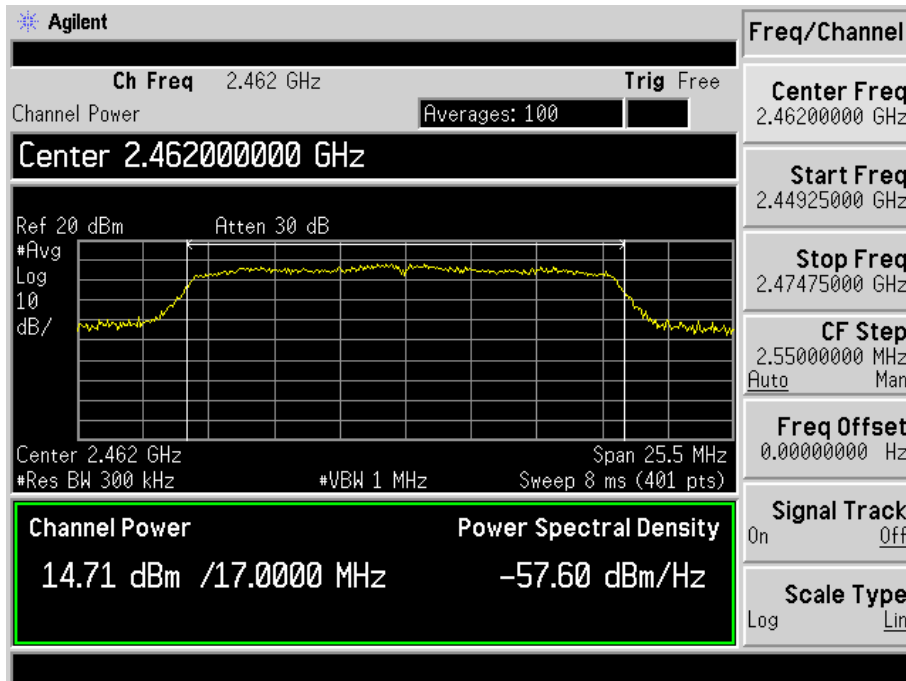 Agilent
Freq/Channel
Ch Freq 2.462 GHz Trig Free
Channel Power Averages: 100
Center 2.462000000 GHz
Ref 20 dBm Atten 30 dB
#Avg
Log
10
dB/
Center 2.462 GHz Span 25.5 MHz
#Res BW 300 kHz #VBW 1 MHz Sweep 8 ms (401 pts)
Channel Power Power Spectral Density
14.71 dBm /17.0000 MHz -57.60 dBm/Hz
Center Freq
2.46200000 GHz
Start Freq
2.44925000 GHz
Stop Freq
2.47475000 GHz
CF Step
2.55000000 MHz
Auto Man
Freq Offset
0.00000000 Hz
Signal Track
On Off
Scale Type
Log Lin